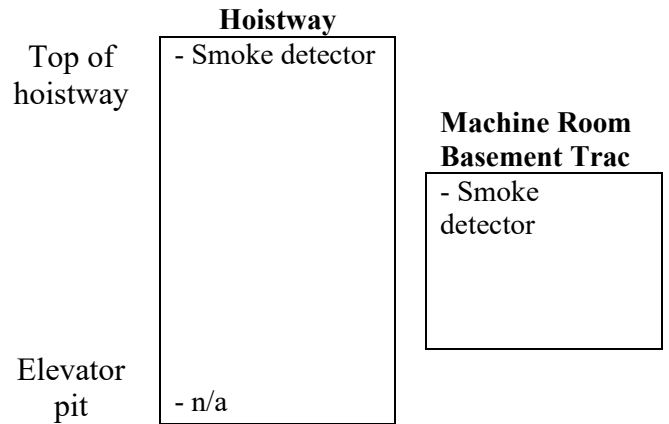 Hoistway
Top of
hoistway
- Smoke detector
Machine Room
Basement Trac
- Smoke
detector
Elevator
pit
- n/a